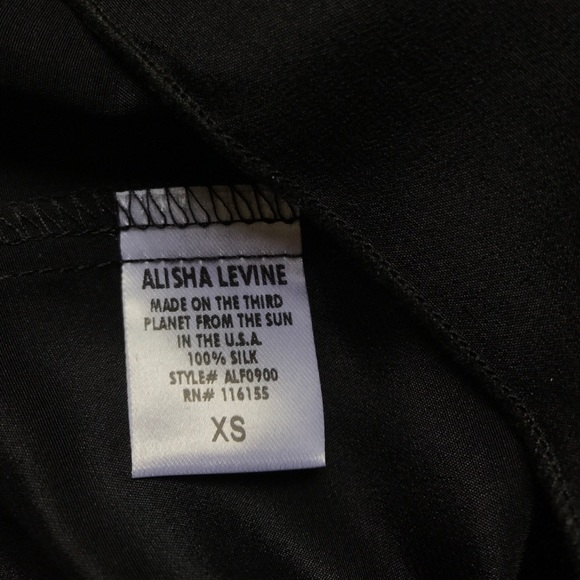 ALISHA LEVINE
MADE ON THE THIRD
PLANET FROM THE SUN
IN THE U.S.A.
100% SILK
STYLE# ALF0900
RN# 116155
XS